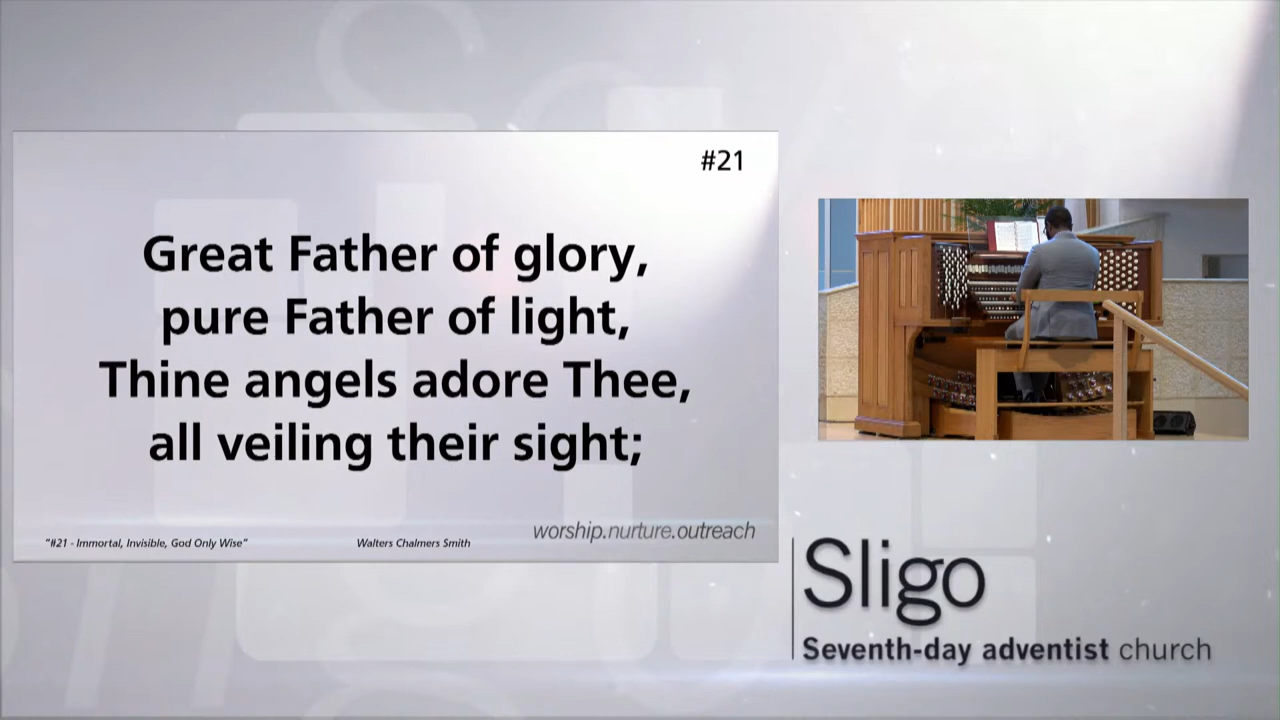 #21
Great Father of glory,
pure Father of light,
Thine angels adore Thee,
all veiling their sight;
worship.nurture.outreach
"#21 - Immortal, Invisible, God Only Wise"
Walters Chalmers Smith
Sligo
Seventh-day adventist church